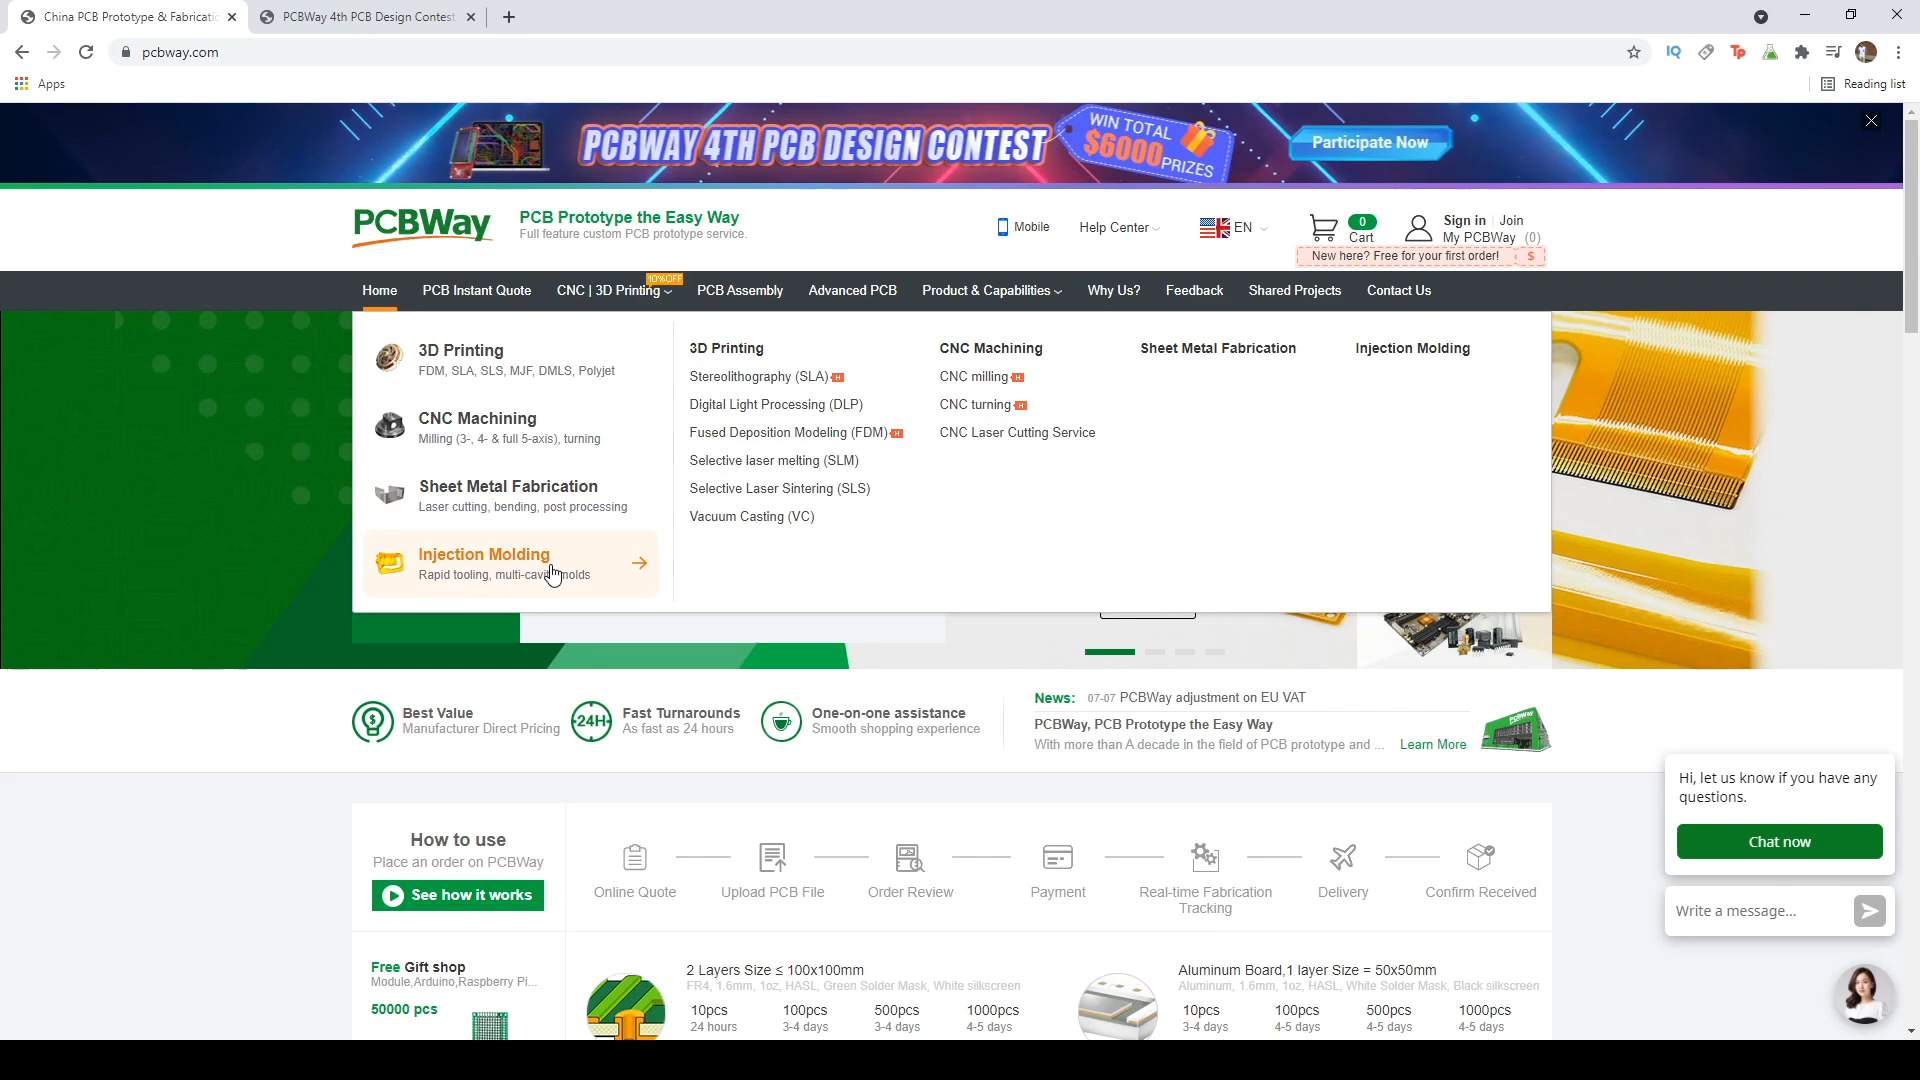 China PCB Prototype & Fabricatic
PCBWay 4th PCB Design Contest
pcbway.com
Apps
Reading list
PCBWAY 4TH PCB DESIGN CONTEST
WIN TOTAL
$6000
PRIZES
Participate Now
PCBWay
PCB Prototype the Easy Way
Full feature custom PCB prototype service.
Mobile
Help Center
EN
0
Cart
Sign in
Join
My PCBWay (0)
New here? Free for your first order!
$
10%OFF
Home
PCB Instant Quote
CNC | 3D Printing
PCB Assembly
Advanced PCB
Product & Capabilities
Why Us?
Feedback
Shared Projects
Contact Us
3D Printing
FDM, SLA, SLS, MJF, DMLS, Polyjet
CNC Machining
Milling (3-, 4- & full 5-axis), turning
Sheet Metal Fabrication
Laser cutting, bending, post processing
Injection Molding
Rapid tooling, multi-cavi molds
3D Printing
Stereolithography (SLA) H
Digital Light Processing (DLP)
Fused Deposition Modeling (FDM) H
Selective laser melting (SLM)
Selective Laser Sintering (SLS)
Vacuum Casting (VC)
CNC Machining
CNC milling H
CNC turning H
CNC Laser Cutting Service
Sheet Metal Fabrication
Injection Molding
Best Value
Manufacturer Direct Pricing
24H
Fast Turnarounds
As fast as 24 hours
One-on-one assistance
Smooth shopping experience
News: 07-07 PCBWay adjustment on EU VAT
PCBWay, PCB Prototype the Easy Way
With more than A decade in the field of PCB prototype and ... Learn More
Hi, let us know if you have any
questions.
Chat now
Write a message...
How to use
Place an order on PCBWay
See how it works
Online Quote
Upload PCB File
Order Review
Payment
Real-time Fabrication
Tracking
Delivery
Confirm Received
Free Gift shop
Module,Arduino,Raspberry Pi...
50000 pcs
2 Layers Size ≤ 100x100mm
FR4, 1.6mm, 1oz, HASL, Green Solder Mask, White silkscreen
10pcs 100pcs 500pcs 1000pcs
24 hours 3-4 days 3-4 days 4-5 days
Aluminum Board,1 layer Size = 50x50mm
Aluminum, 1.6mm, 1oz, HASL, White Solder Mask, Black silkscreen
10pcs 100pcs 500pcs 1000pcs
3-4 days 4-5 days 4-5 days 4-5 days